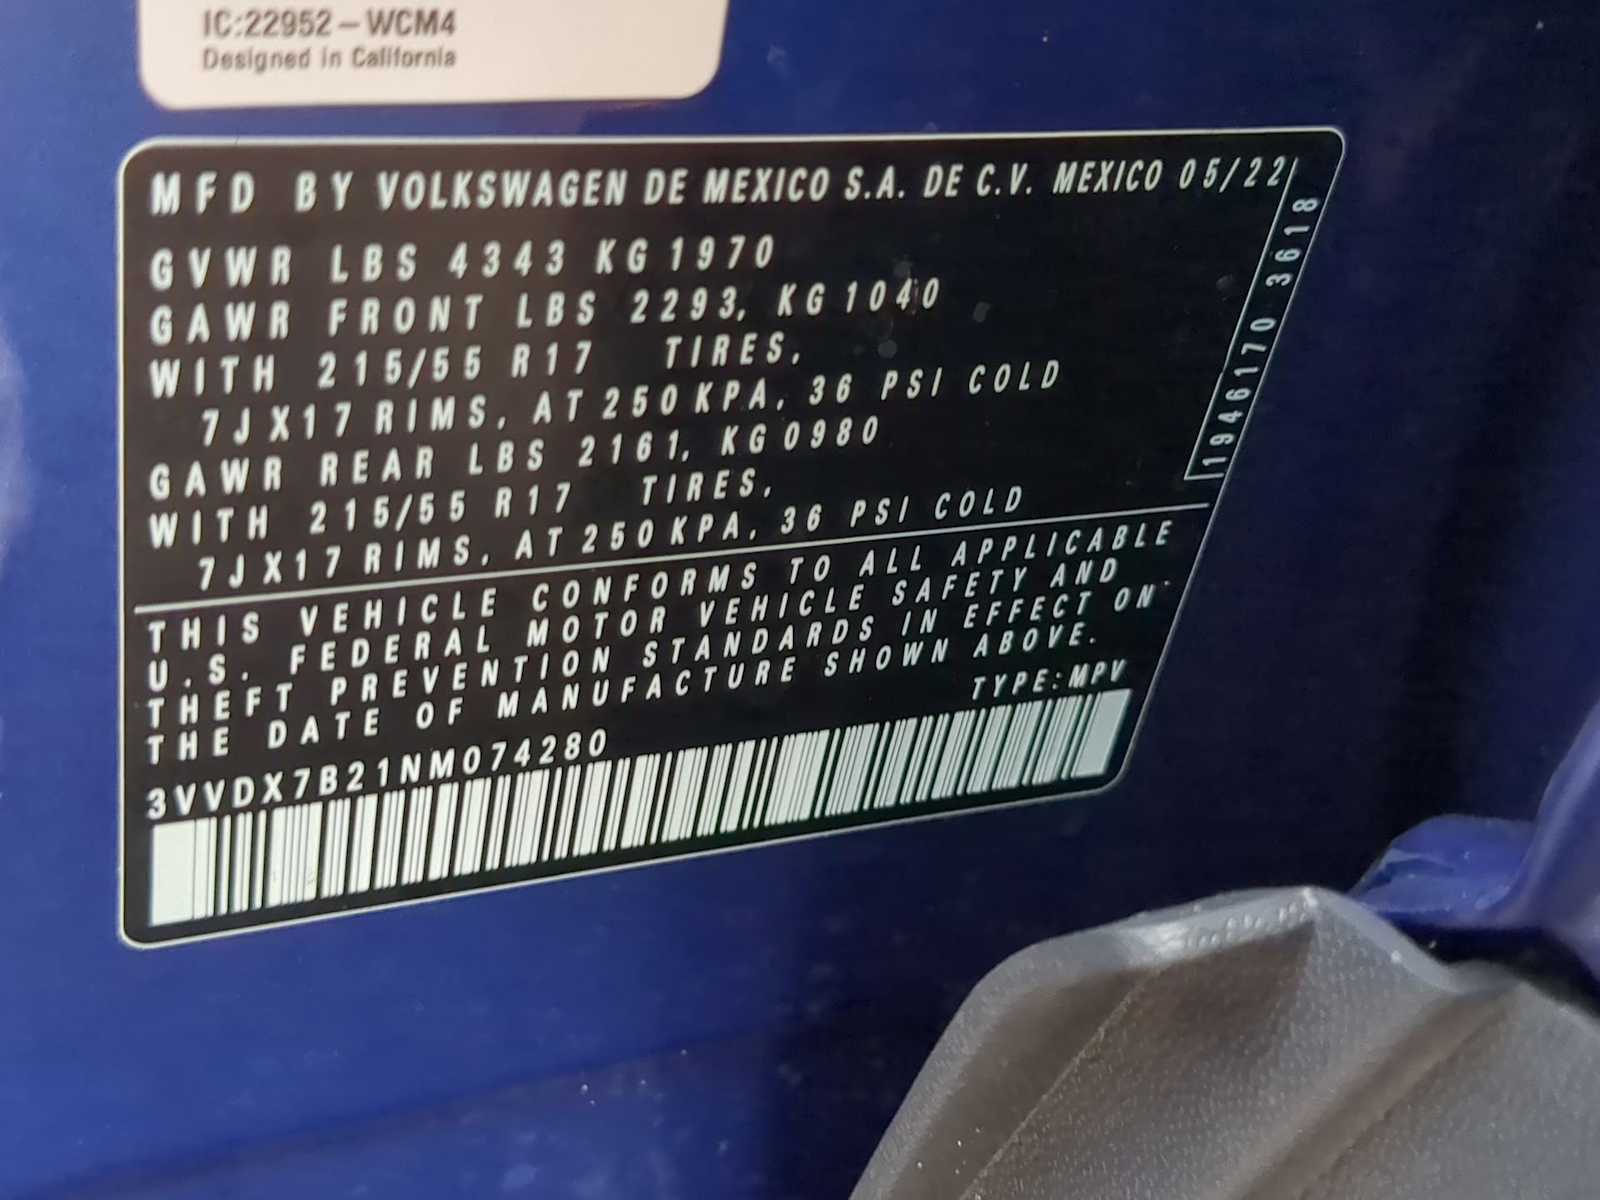 IC:22952-WCM4
Designed in California
MFD BY VOLKSWAGEN DE MEXICO S.A. DE C.V. MEXICO 05/22
GVWR LBS 4343 KG 1970
GAWR FRONT LBS 2293, KG 1040
WITH 215/55 R17 TIRES,
7JX17 RIMS, AT 250KPA, 36 PSI COLD
GAWR REAR LBS 2161, KG 0980
WITH 215/55 R17 TIRES,
7JX17 RIMS, AT 250KPA, 36 PSI COLD
1946170 3618
THIS VEHICLE CONFORMS TO ALL APPLICABLE
U.S. FEDERAL MOTOR VEHICLE SAFETY AND
THEFT PREVENTION STANDARDS IN EFFECT ON
THE DATE OF MANUFACTURE SHOWN ABOVE.
TYPE:MPV
3VVDX7B21NM074280